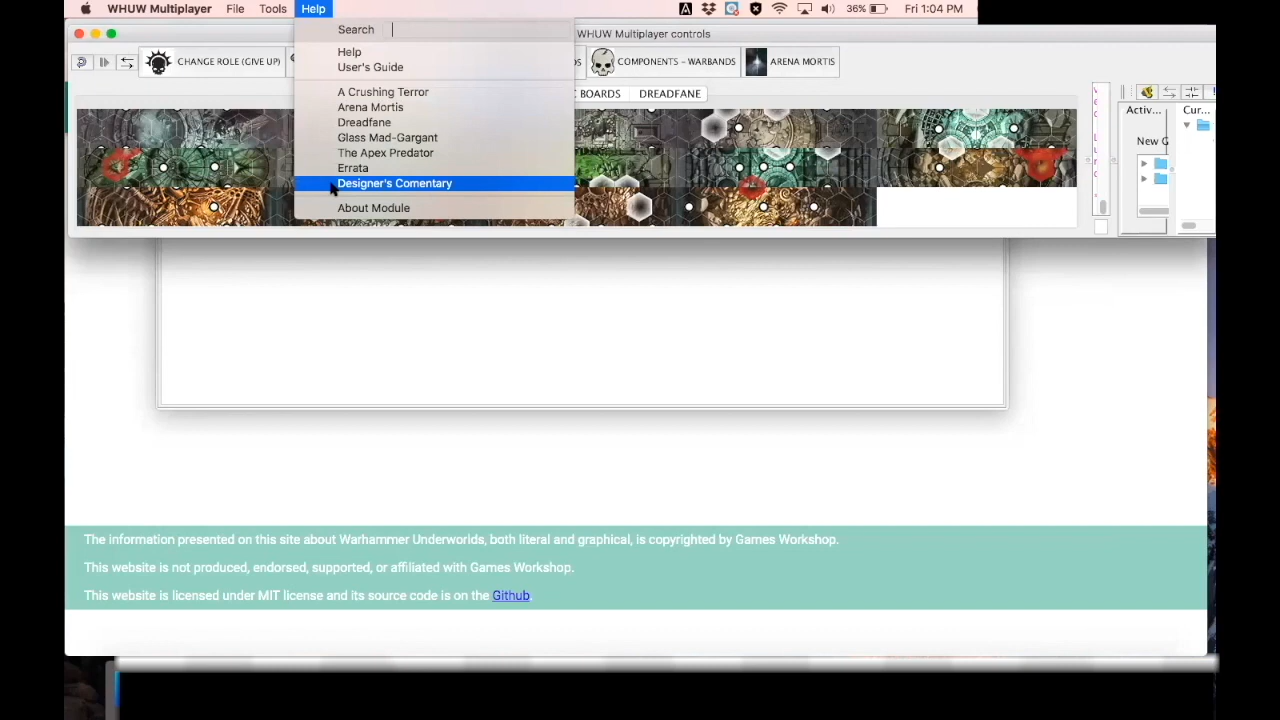 WHUW Multiplayer File Tools Help 36% Fri 1:04 PM
Search
WHUW Multiplayer controls
Help
CHANGE ROLE (GIVE UP) COMPONENTS – WARBANDS ARENA MORTIS
User's Guide
A Crushing Terror
BOARDS DREADFANE
Activ... Cur...
Arena Mortis
Dreadfane
Glass Mad-Gargant
New G
The Apex Predator
Errata
Designer's Comentary
About Module
The information presented on this site about Warhammer Underworlds, both literal and graphical, is copyrighted by Games Workshop.
This website is not produced, endorsed, supported, or affiliated with Games Workshop.
This website is licensed under MIT license and its source code is on the Github